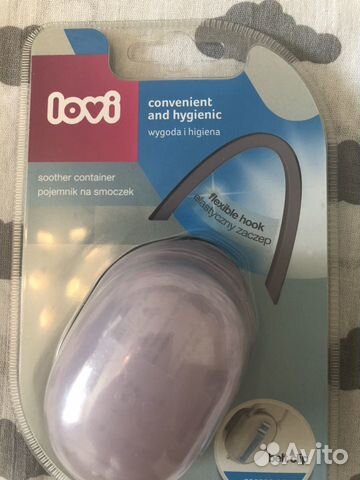 lovi
convenient
and hygienic
wygoda i higiena
soother container
pojemnik na smoczek
flexible hook
elastyczny zaczep
Avito